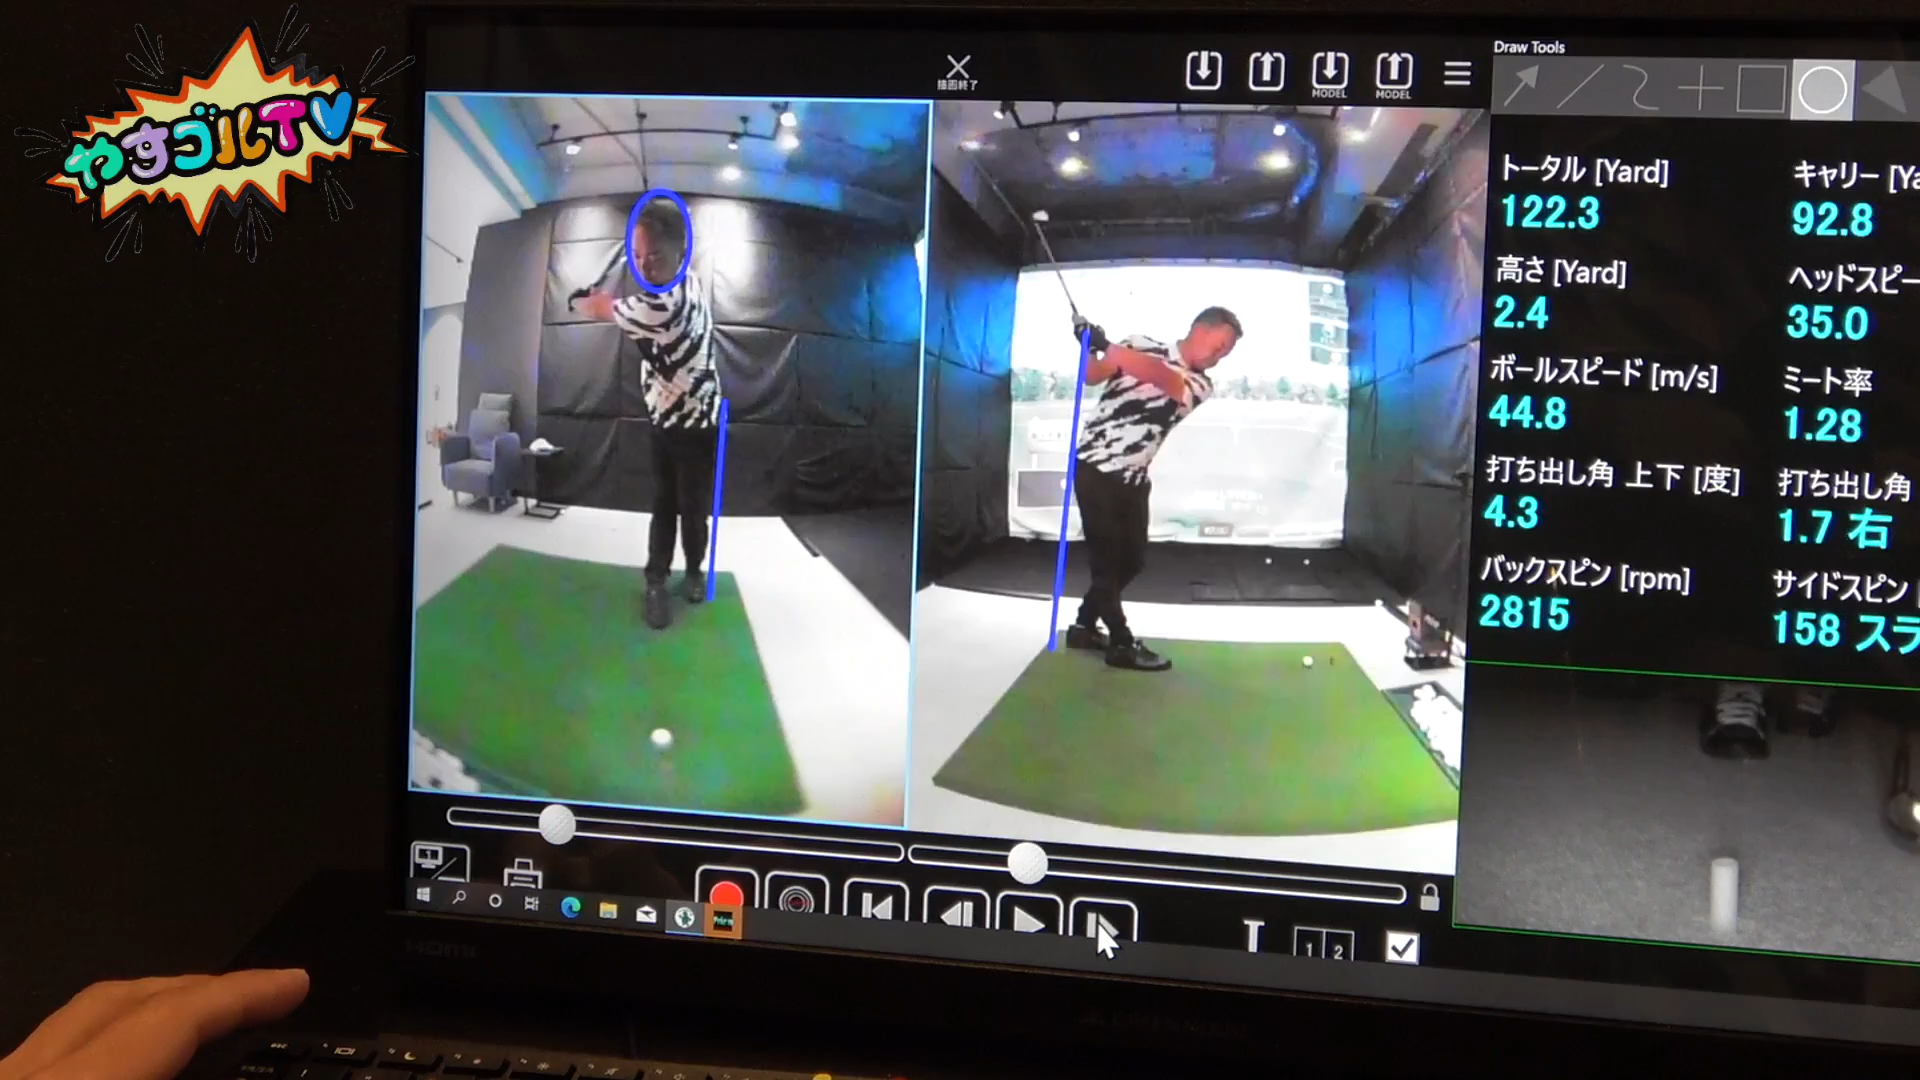 やすゴルTV
描画終了
MODEL
MODEL
Draw Tools
トータル [Yard]
122.3
キャリー [Ya
92.8
高さ [Yard]
2.4
ヘッドスピー
35.0
ボールスピード [m/s]
44.8
ミート率
1.28
打ち出し角 上下 [度]
4.3
打ち出し角
1.7 右
バックスピン [rpm]
2815
サイドスピン [
158 スラ
T
1 2